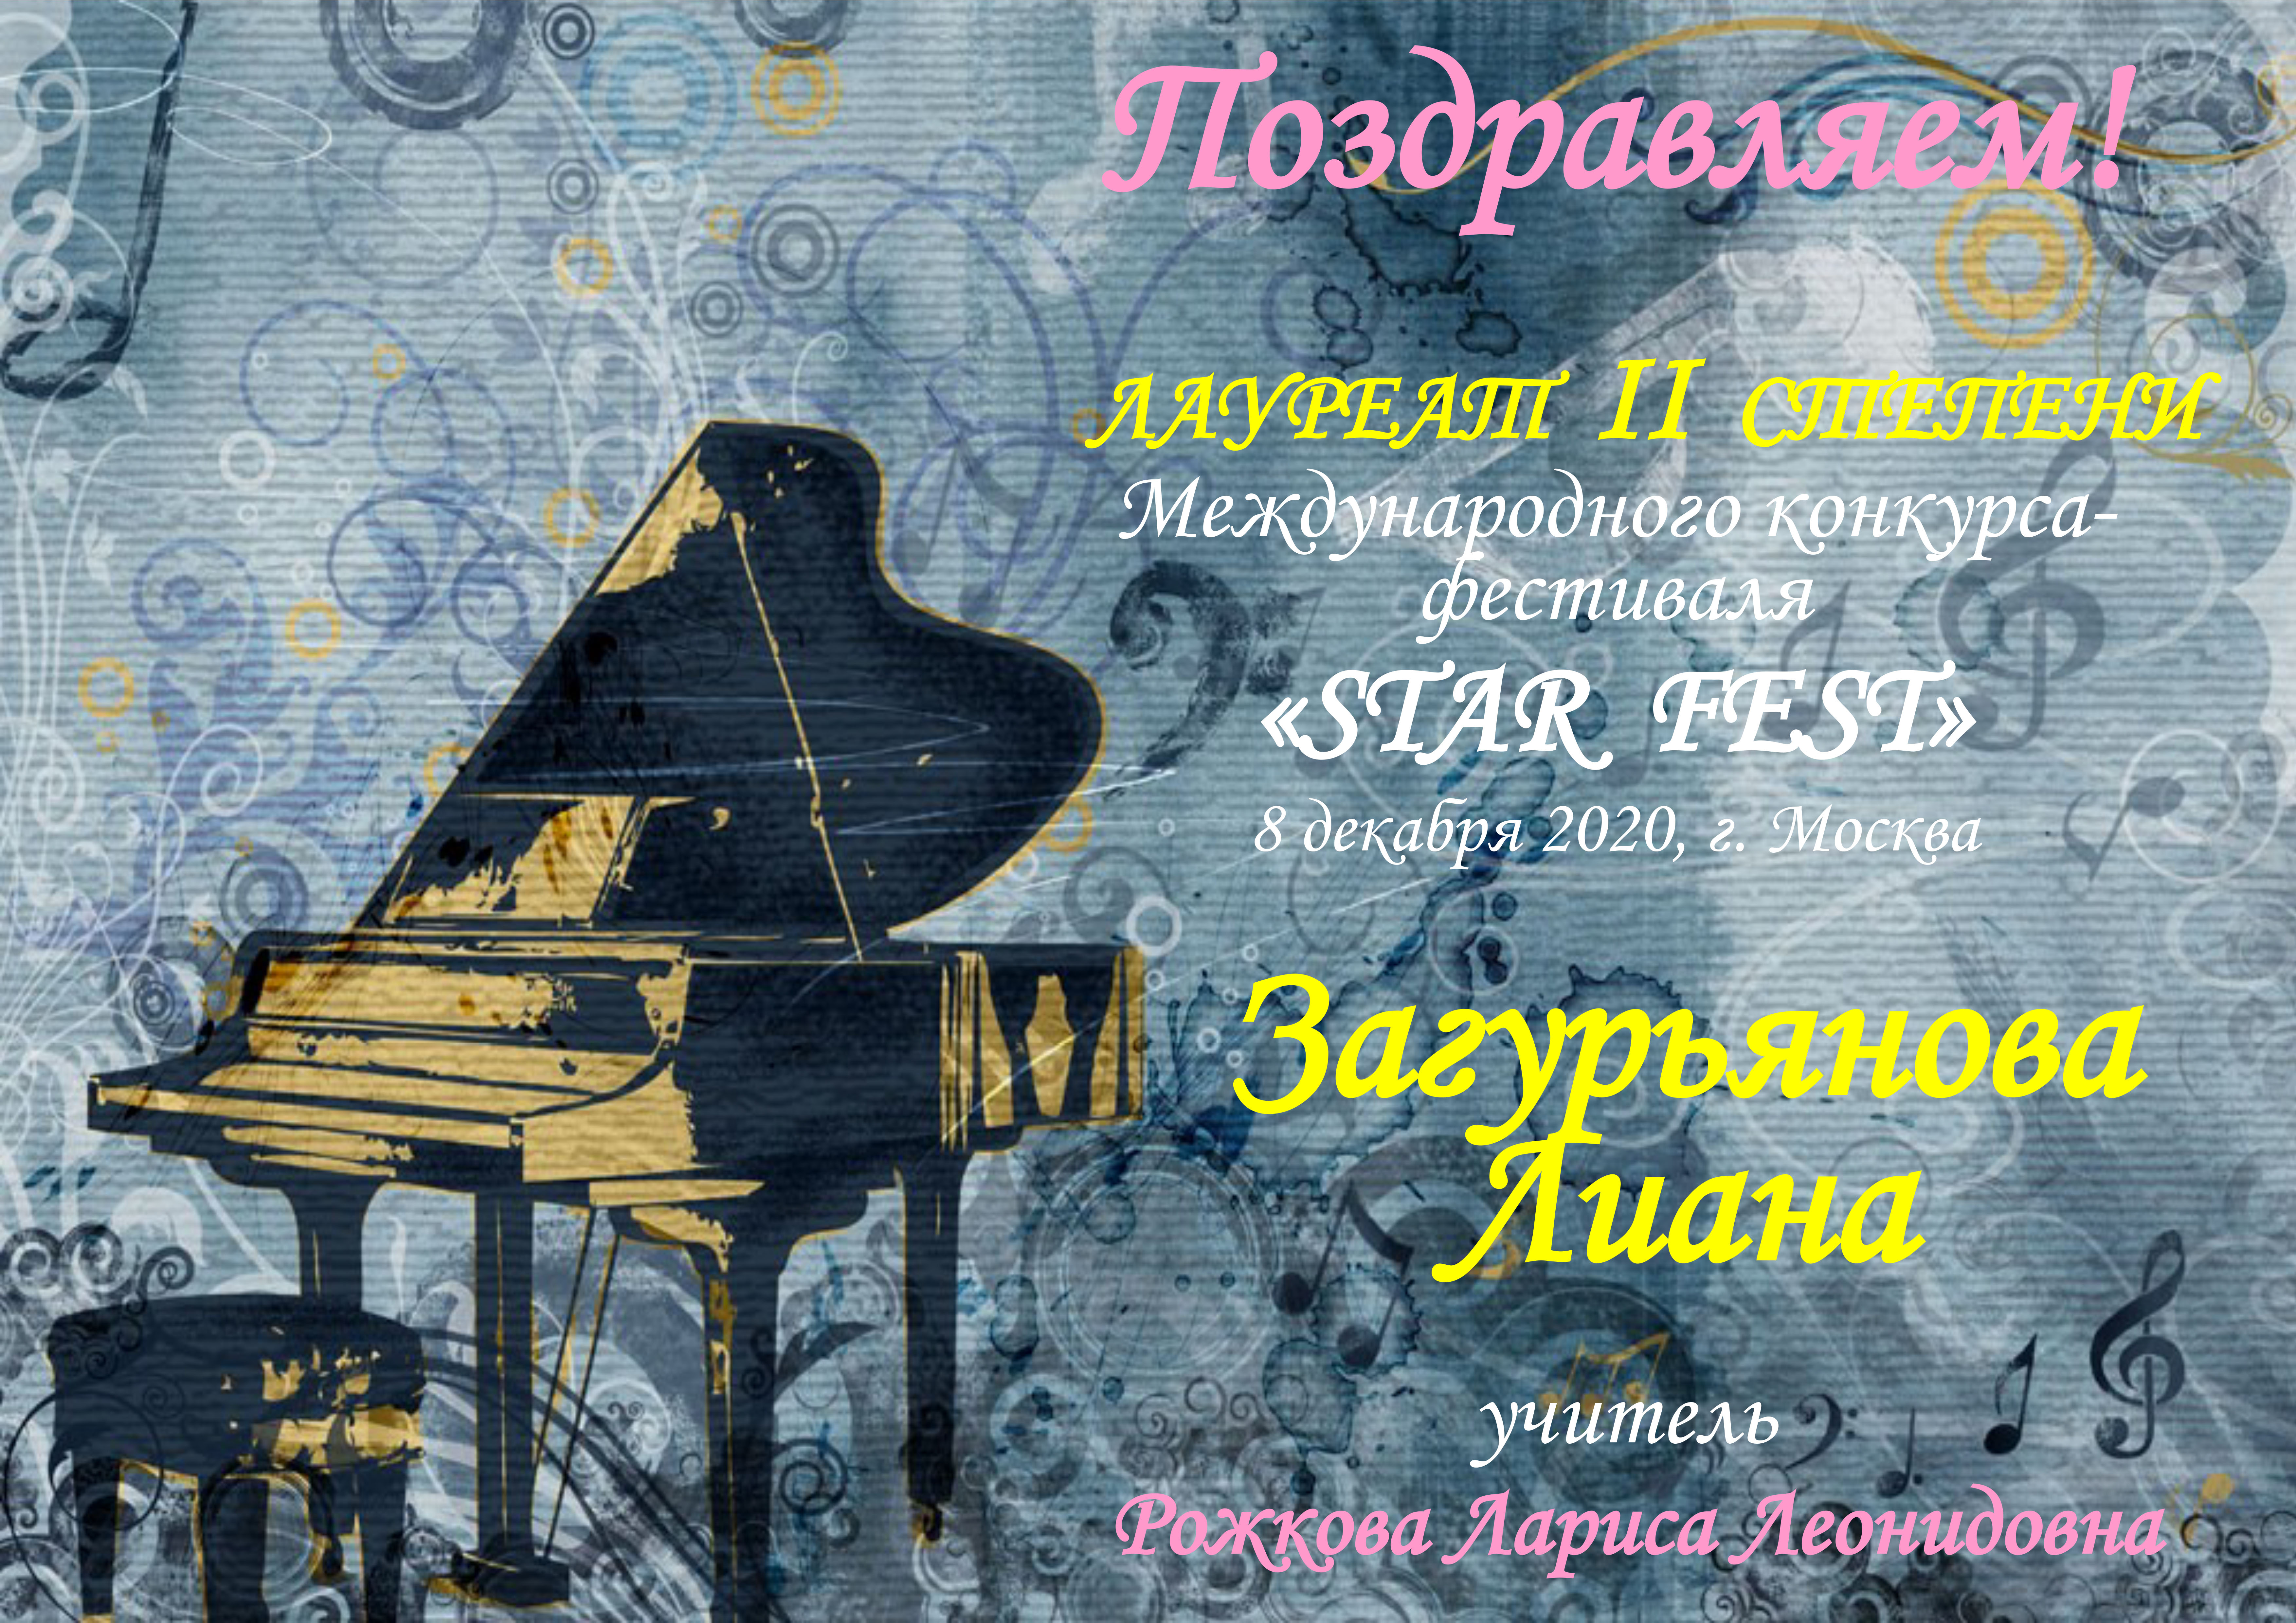 Поздравляем!
ЛАУРЕАТ II СТЕПЕНИ
Международного конкурса-
фестиваля
«STAR FEST»
8 декабря 2020, г. Москва
Загурьянова
Лиана
учитель
Рожкова Лариса Леонидовна